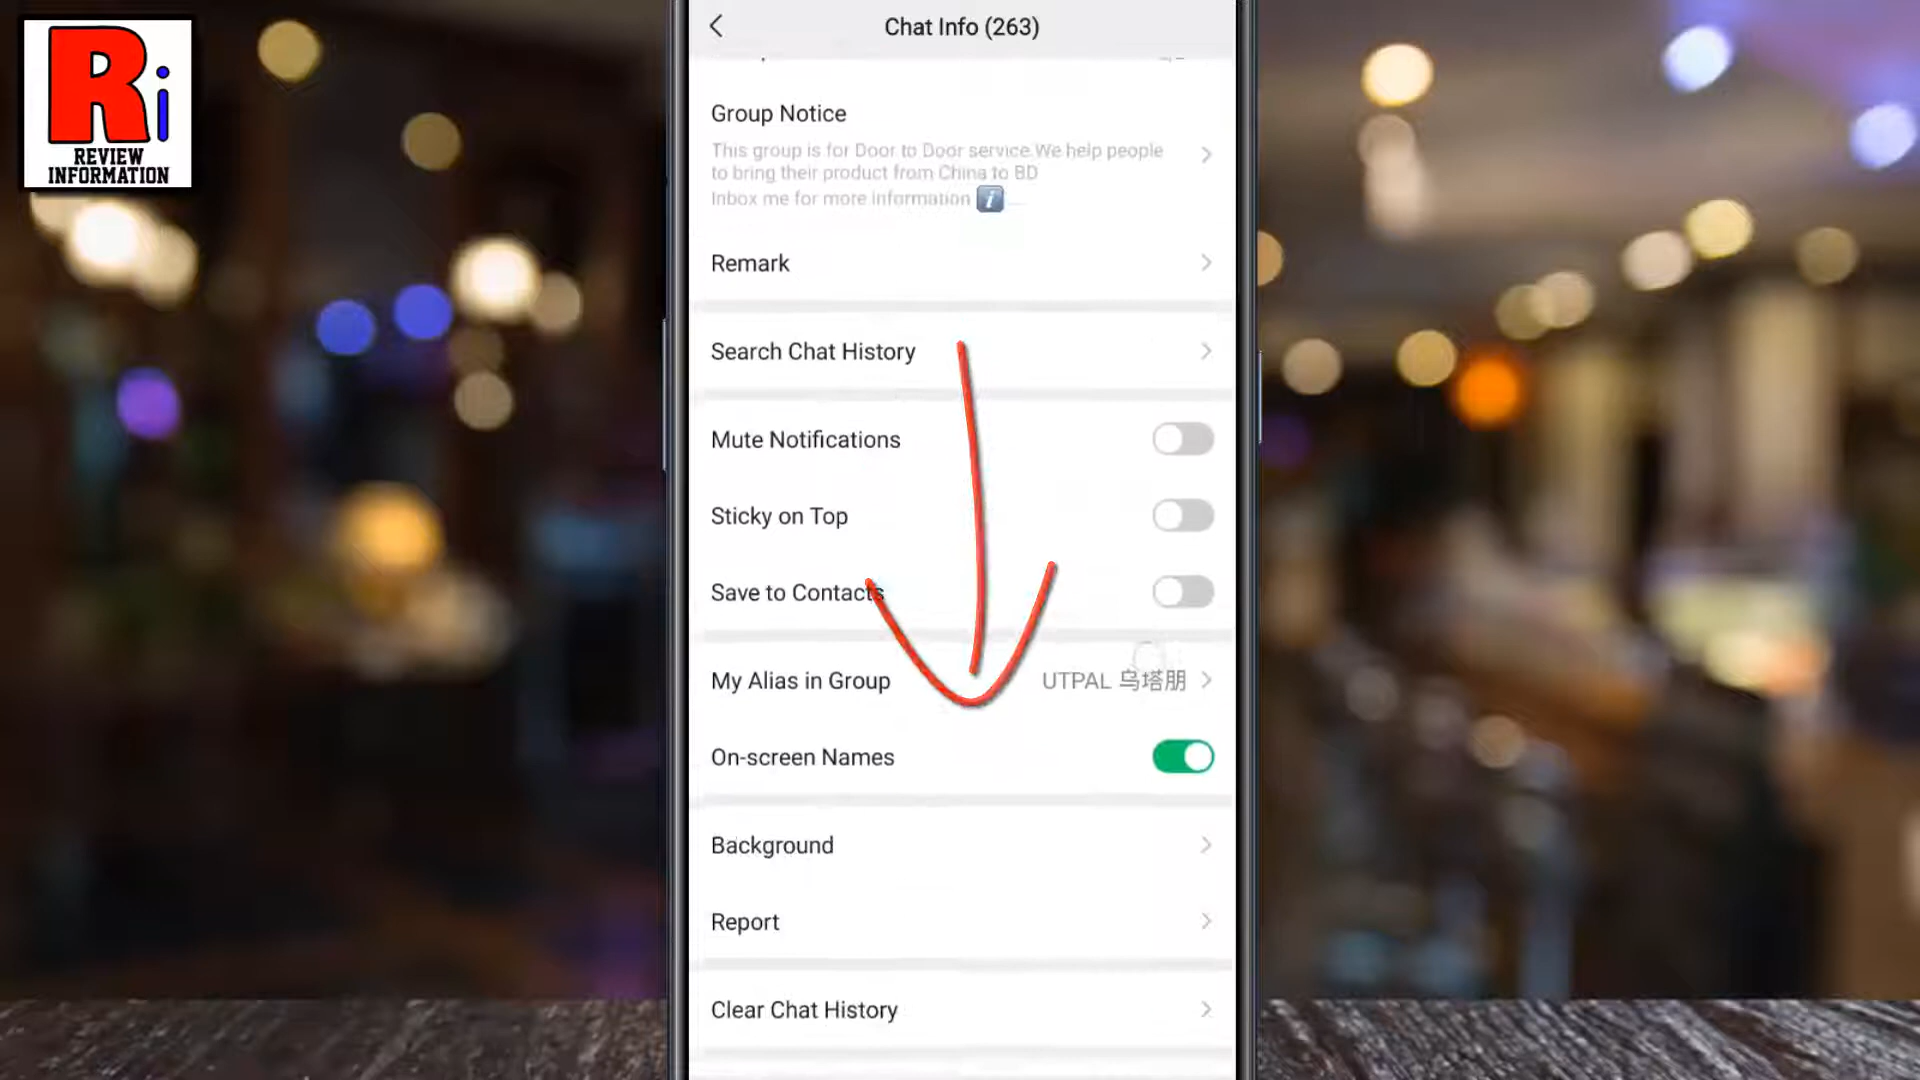 Ri
REVIEW
INFORMATION
Chat Info (263)
Group Notice
This group is for Door to Door service.We help people
to bring their product from China to BD
Inbox me for more information ℹ️ ...
Remark
Search Chat History
Mute Notifications
Sticky on Top
Save to Contacts
My Alias in Group
UTPAL 乌塔朋
On-screen Names
Background
Report
Clear Chat History